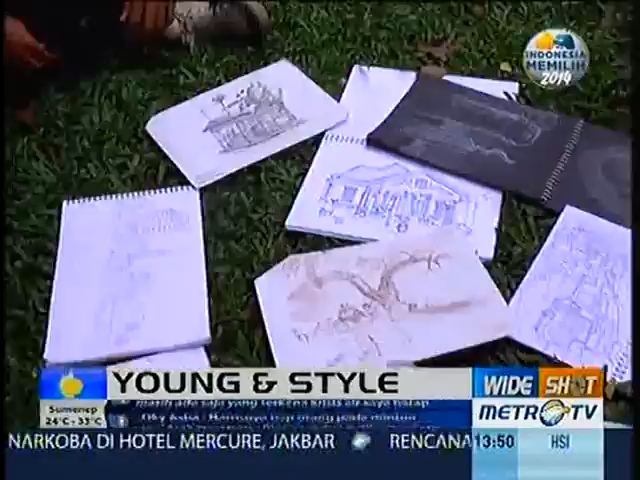 INDONESIA
MEMILIH
2014
YOUNG & STYLE
WIDE SHOT
Sumenep
24°C - 33°C
METRO TV
NARKOBA DI HOTEL MERCURE, JAKBAR RENCANA
13:50
HSI